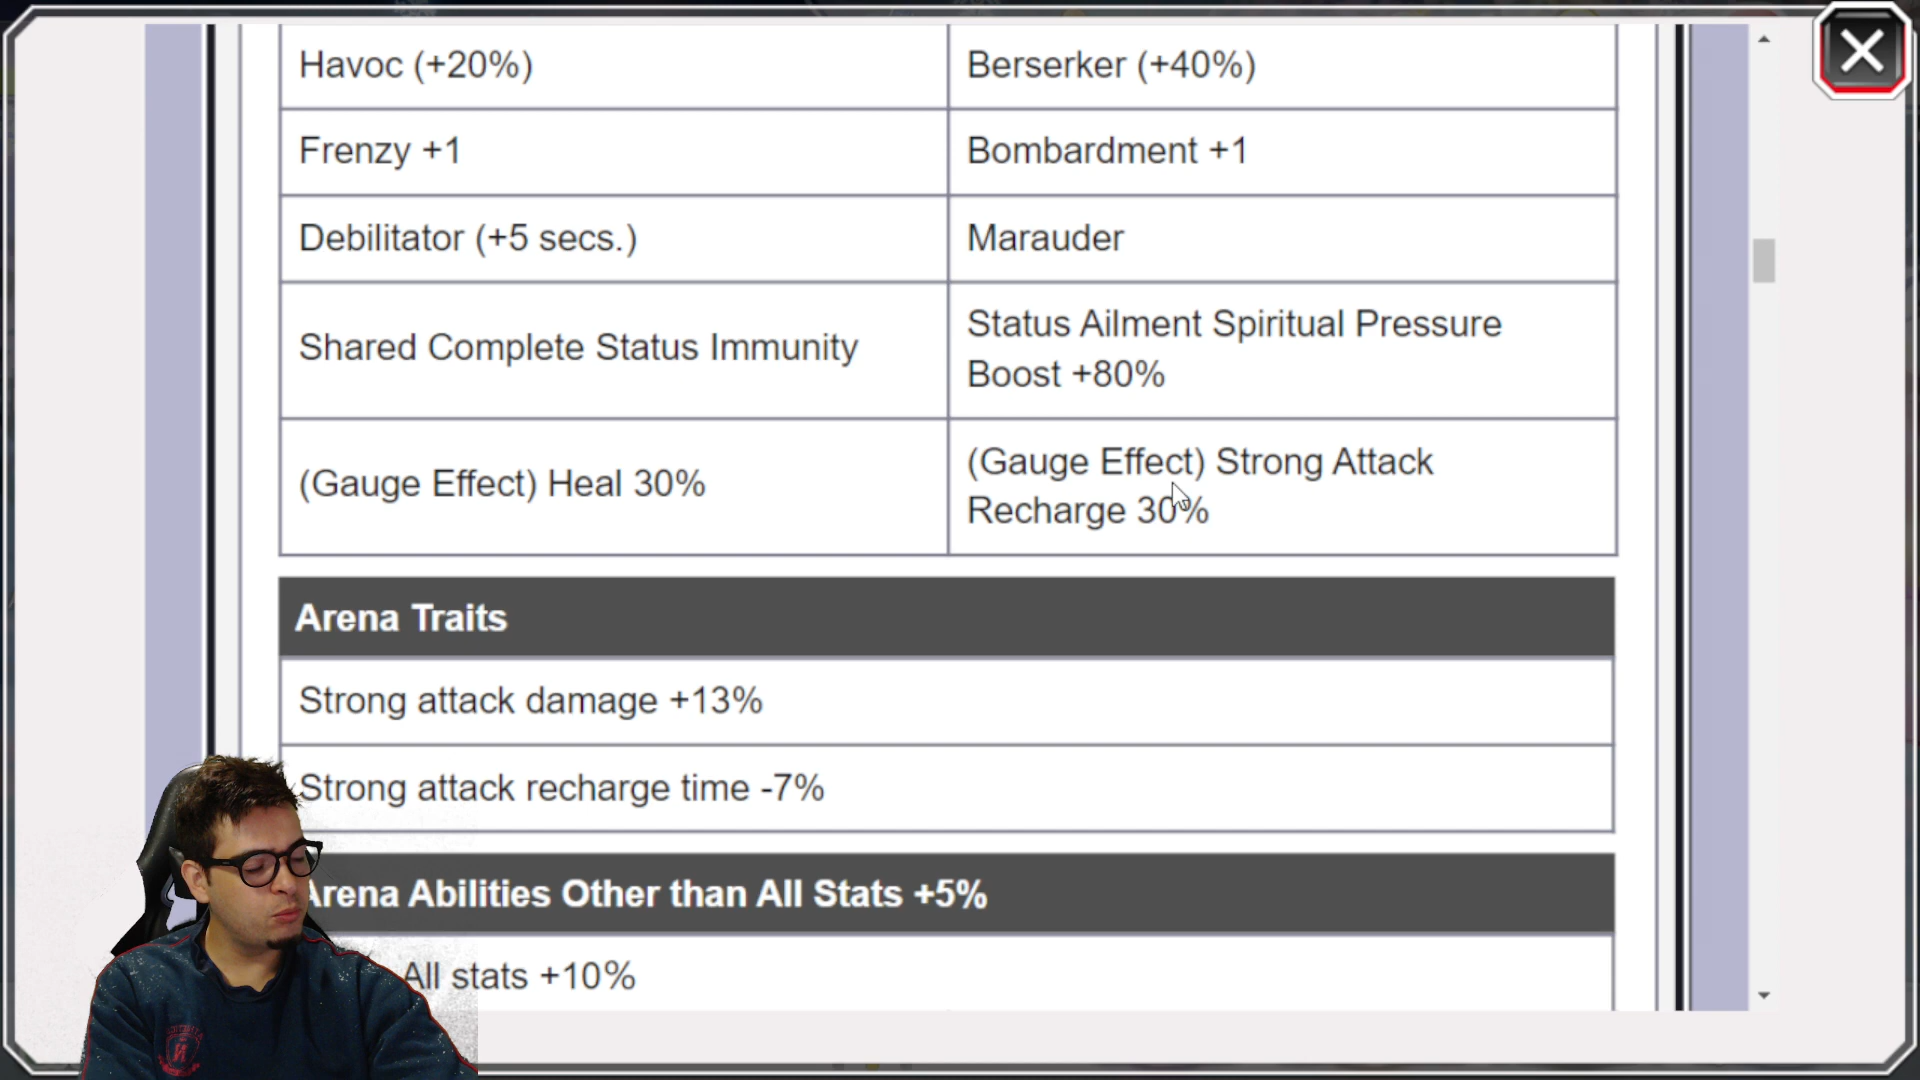 Havoc (+20%)
Berserker (+40%)
Frenzy +1
Bombardment +1
Debilitator (+5 secs.)
Marauder
Shared Complete Status Immunity
Status Ailment Spiritual Pressure
Boost +80%
(Gauge Effect) Heal 30%
(Gauge Effect) Strong Attack
Recharge 30%
Arena Traits
Strong attack damage +13%
Strong attack recharge time -7%
Arena Abilities Other than All Stats +5%
All stats +10%